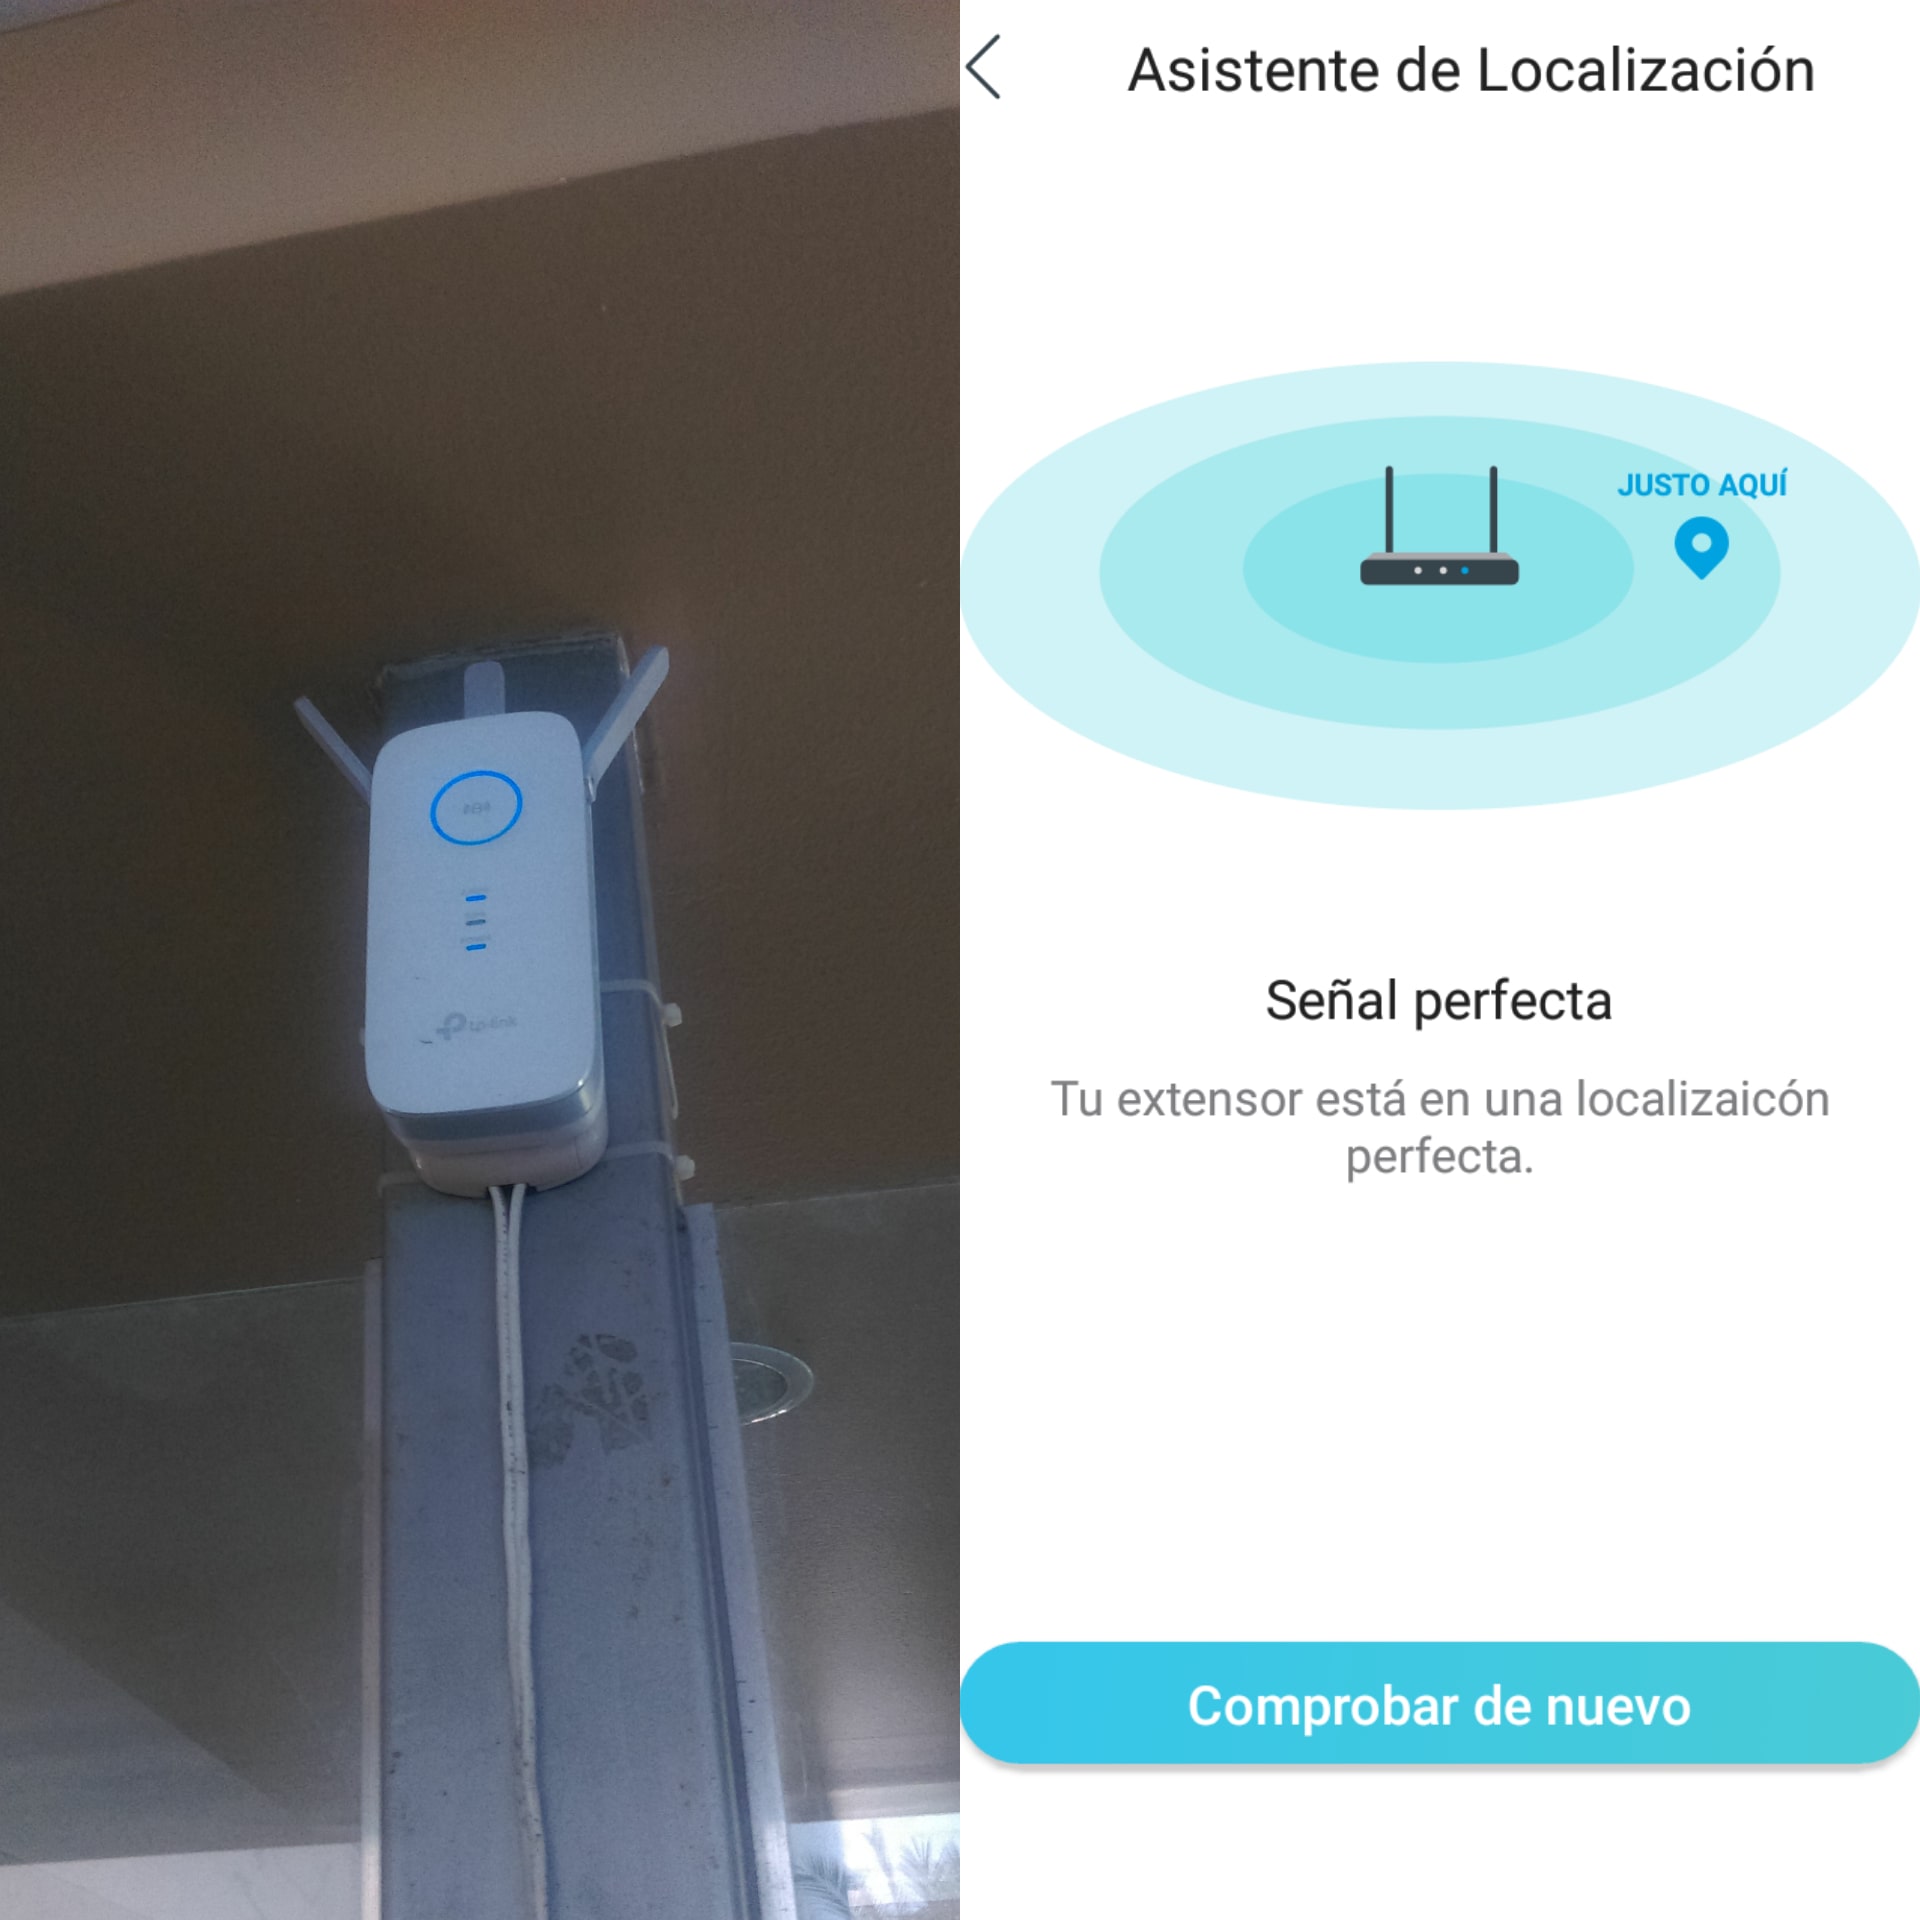 tp-link
Asistente de Localización
JUSTO AQUÍ
Señal perfecta
Tu extensor está en una localizaicón
perfecta.
Comprobar de nuevo